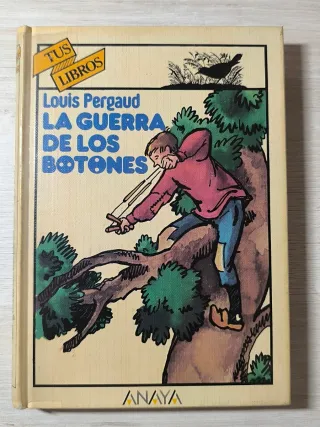 TUS
LIBROS
Louis Pergaud
LA GUERRA
DE LOS
BOTONES
ANAYA